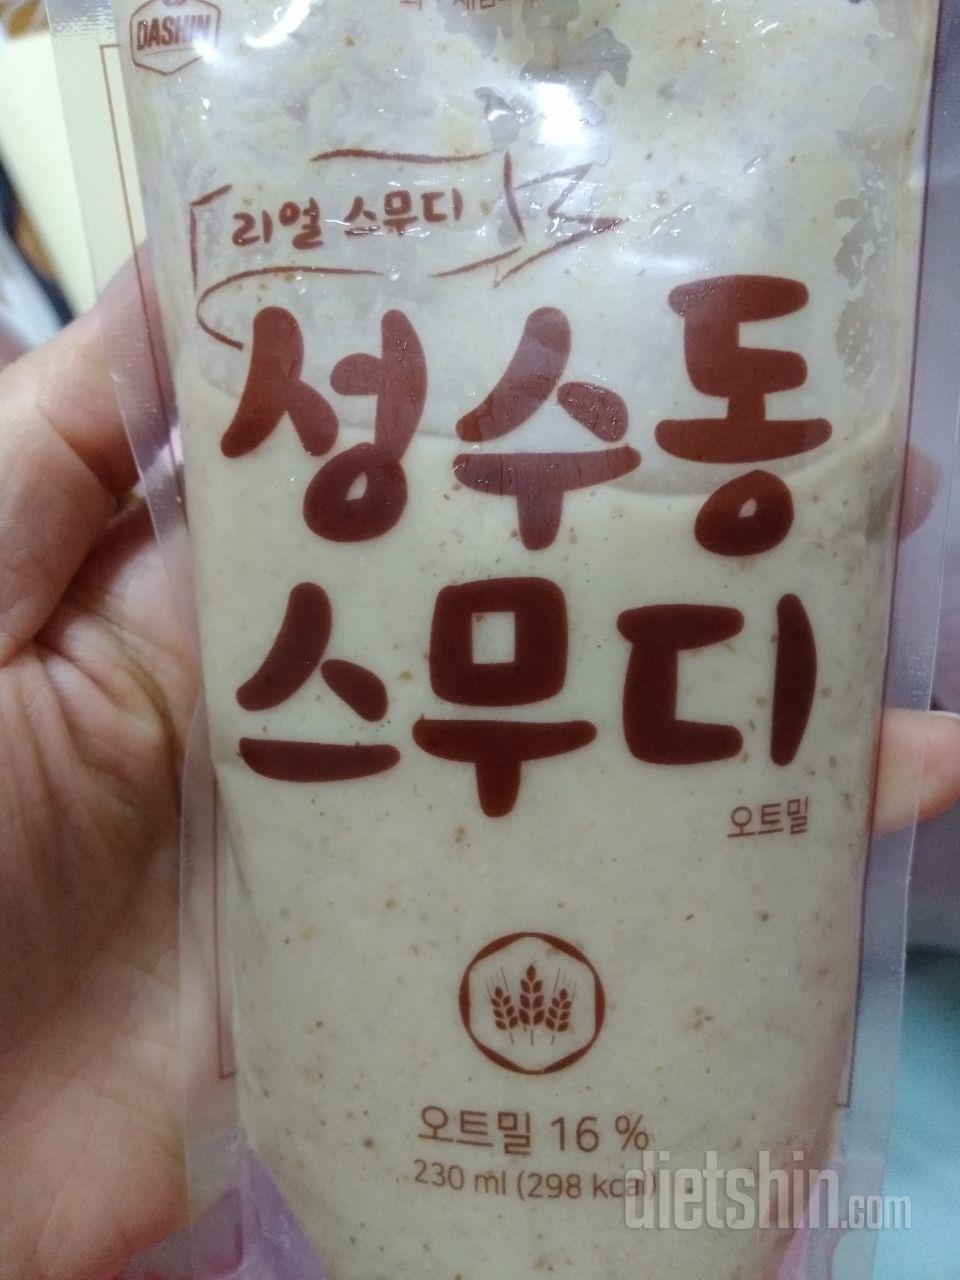 DASHIN
리얼 스무디
성수동
스무디
오트밀
오트밀 16 %
230 ml (298 kcal)
dietshin.com